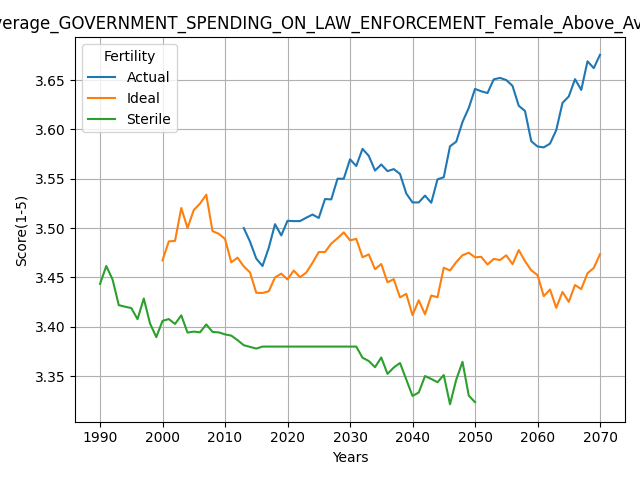 verage_GOVERNMENT_SPENDING_ON_LAW_ENFORCEMENT_Female_Above_Av
Fertility
Actual
Ideal
Sterile
Score(1-5)
3.65
3.60
3.55
3.50
3.45
3.40
3.35
1990 2000 2010 2020 2030 2040 2050 2060 2070
Years